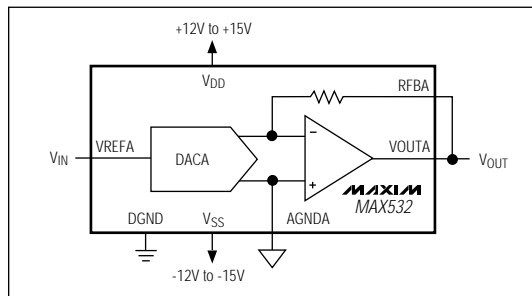 +12V to +15V
VDD
RFBA
VIN
VREFA
DACA
−
+
VOUTA
VOUT
MAXIM
MAX532
DGND
VSS
AGNDA
-12V to -15V